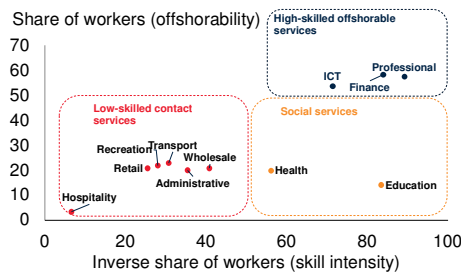 Share of workers (offshorability)
High-skilled offshorable
services
70
60
50
40
30
20
10
0
Professional
ICT
Finance
Low-skilled contact
services
Social services
Recreation
Transport
Retail
Wholesale
Administrative
Hospitality
Health
Education
0
20
40
60
80
100
Inverse share of workers (skill intensity)